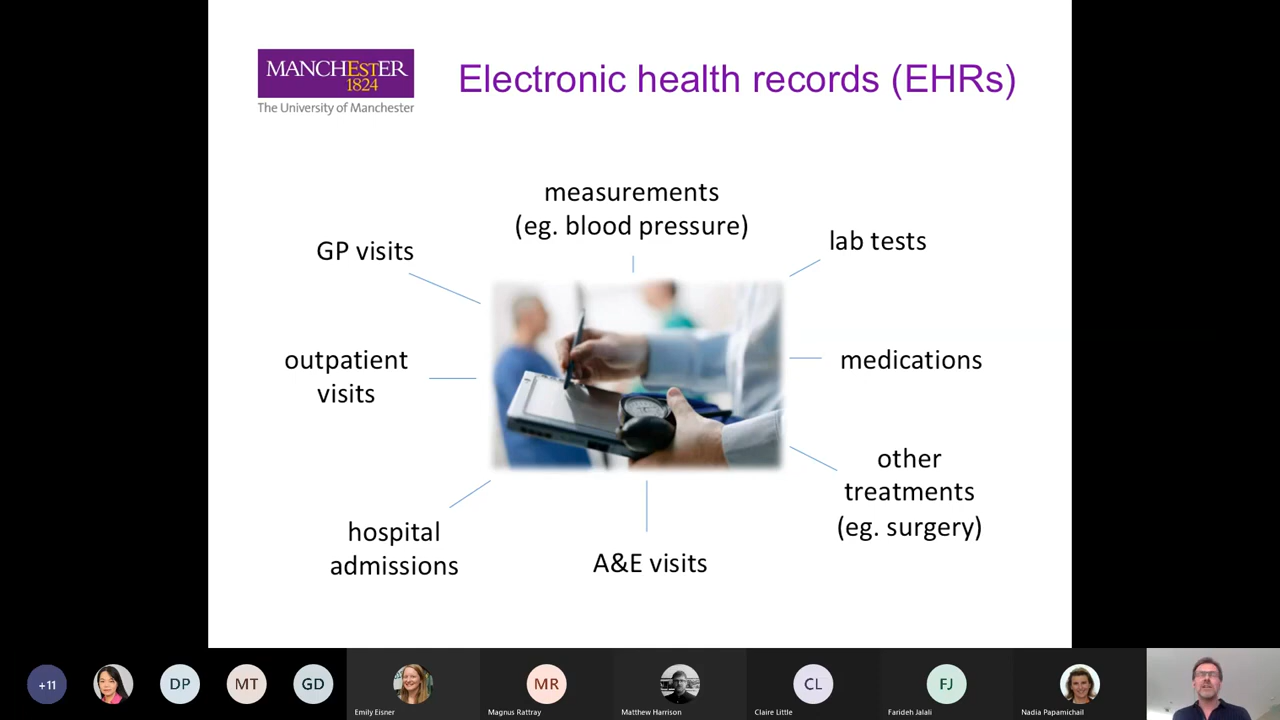 MANCHESTER
1824
The University of Manchester
Electronic health records (EHRs)
measurements
(eg. blood pressure)
GP visits
lab tests
outpatient
visits
medications
other
treatments
(eg. surgery)
hospital
admissions
A&E visits
+11
DP
MT
GD
Emily Eisner
MR
Magnus Rattray
Matthew Harrison
CL
Claire Little
FJ
Farideh Jalali
Nadia Papamichail